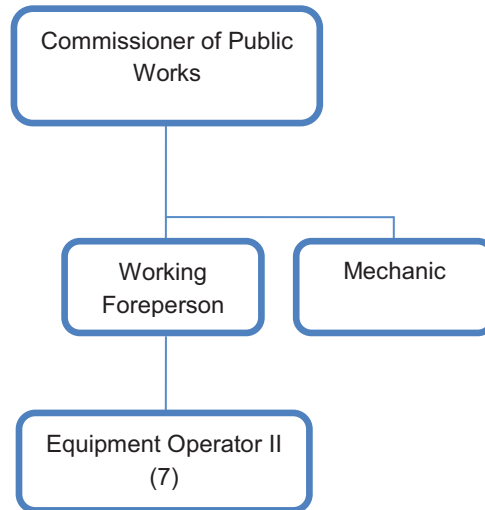 Commissioner of Public
Works
Working
Foreperson
Mechanic
Equipment Operator II
(7)